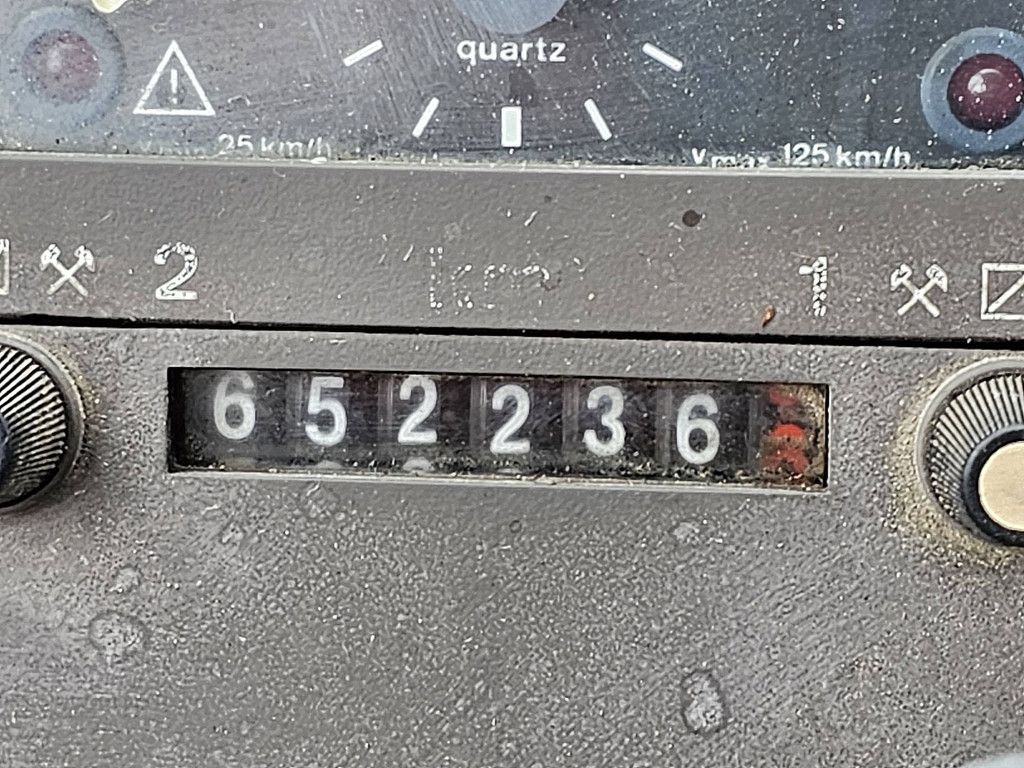 quartz
25 km/h
vmax 125 km/h
2 km 1
652236